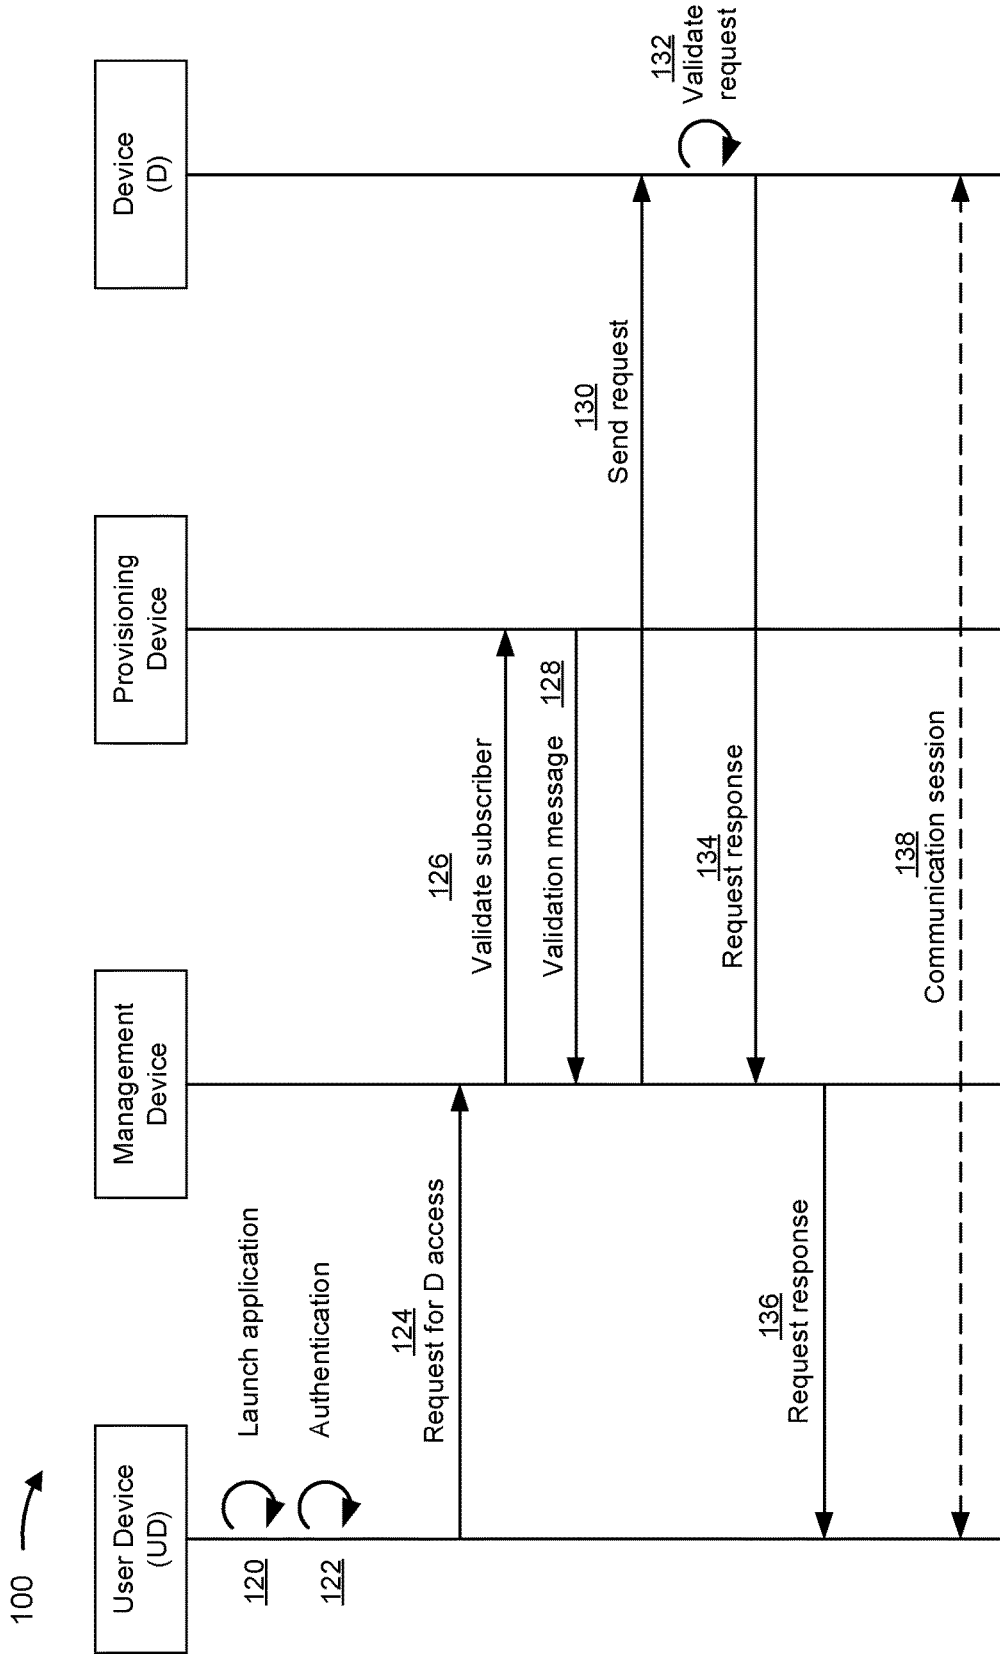 100
User Device
(UD)
Management
Device
Provisioning
Device
Device
(D)
120
Launch application
122
Authentication
124
Request for D access
126
Validate subscriber
Validation message 128
130
Send request
132
Validate
request
134
Request response
136
Request response
138
Communication session